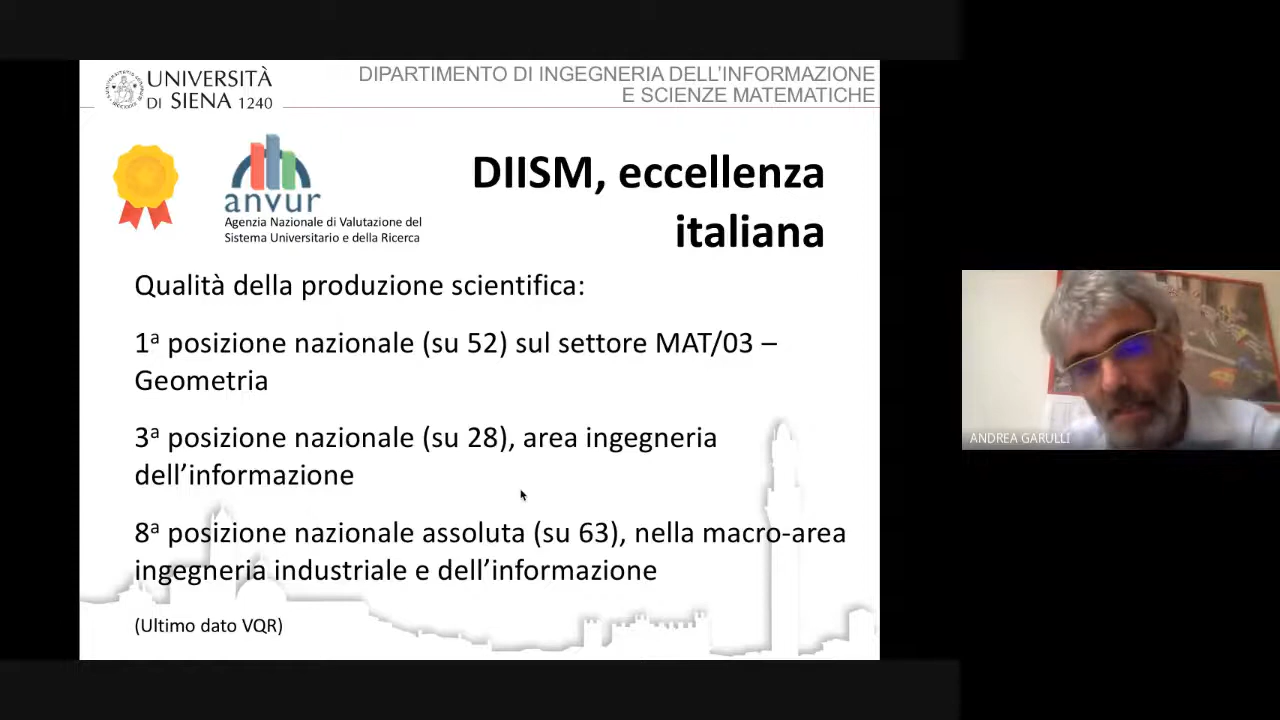 UNIVERSITÀ
DI SIENA 1240
DIPARTIMENTO DI INGEGNERIA DELL'INFORMAZIONE
E SCIENZE MATEMATICHE
anvur
Agenzia Nazionale di Valutazione del
Sistema Universitario e della Ricerca
DIISM, eccellenza
italiana
Qualità della produzione scientifica:
1ª posizione nazionale (su 52) sul settore MAT/03 –
Geometria
3ª posizione nazionale (su 28), area ingegneria
dell'informazione
8ª posizione nazionale assoluta (su 63), nella macro-area
ingegneria industriale e dell'informazione
(Ultimo dato VQR)
ANDREA GARULLI